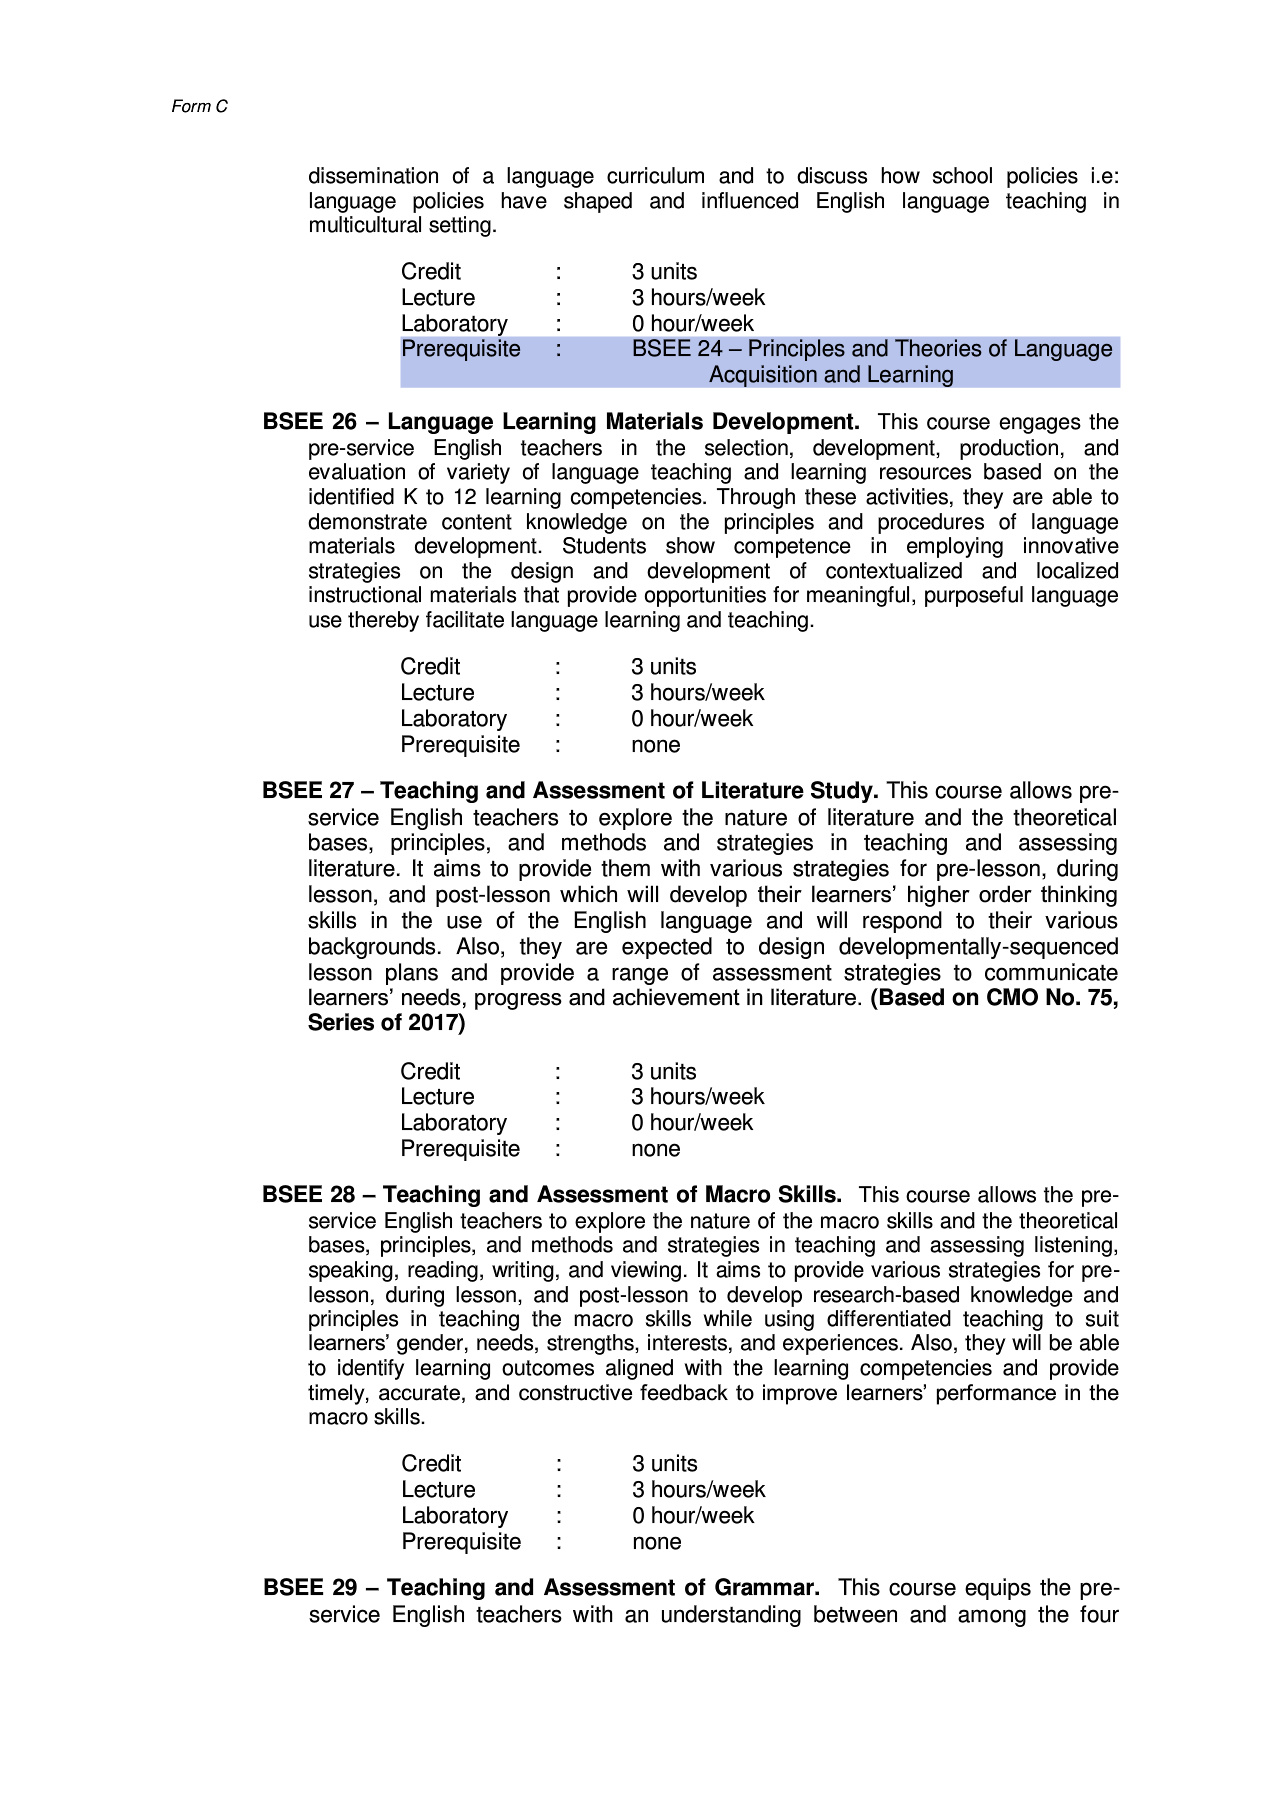 Form C
dissemination of a language curriculum and to discuss how school policies i.e:
language policies have shaped and influenced English language teaching in
multicultural setting.
Credit : 3 units
Lecture : 3 hours/week
Laboratory : 0 hour/week
Prerequisite : BSEE 24 – Principles and Theories of Language
Acquisition and Learning
BSEE 26 – Language Learning Materials Development. This course engages the
pre-service English teachers in the selection, development, production, and
evaluation of variety of language teaching and learning resources based on the
identified K to 12 learning competencies. Through these activities, they are able to
demonstrate content knowledge on the principles and procedures of language
materials development. Students show competence in employing innovative
strategies on the design and development of contextualized and localized
instructional materials that provide opportunities for meaningful, purposeful language
use thereby facilitate language learning and teaching.
Credit : 3 units
Lecture : 3 hours/week
Laboratory : 0 hour/week
Prerequisite : none
BSEE 27 – Teaching and Assessment of Literature Study. This course allows pre-
service English teachers to explore the nature of literature and the theoretical
bases, principles, and methods and strategies in teaching and assessing
literature. It aims to provide them with various strategies for pre-lesson, during
lesson, and post-lesson which will develop their learners’ higher order thinking
skills in the use of the English language and will respond to their various
backgrounds. Also, they are expected to design developmentally-sequenced
lesson plans and provide a range of assessment strategies to communicate
learners’ needs, progress and achievement in literature. (Based on CMO No. 75,
Series of 2017)
Credit : 3 units
Lecture : 3 hours/week
Laboratory : 0 hour/week
Prerequisite : none
BSEE 28 – Teaching and Assessment of Macro Skills. This course allows the pre-
service English teachers to explore the nature of the macro skills and the theoretical
bases, principles, and methods and strategies in teaching and assessing listening,
speaking, reading, writing, and viewing. It aims to provide various strategies for pre-
lesson, during lesson, and post-lesson to develop research-based knowledge and
principles in teaching the macro skills while using differentiated teaching to suit
learners’ gender, needs, strengths, interests, and experiences. Also, they will be able
to identify learning outcomes aligned with the learning competencies and provide
timely, accurate, and constructive feedback to improve learners’ performance in the
macro skills.
Credit : 3 units
Lecture : 3 hours/week
Laboratory : 0 hour/week
Prerequisite : none
BSEE 29 – Teaching and Assessment of Grammar. This course equips the pre-
service English teachers with an understanding between and among the four